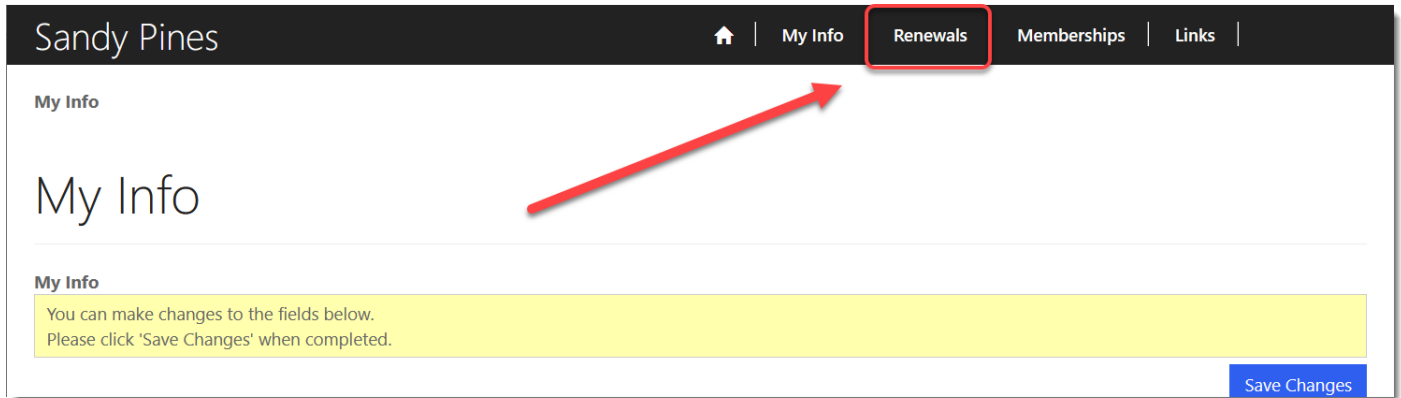 Sandy Pines
My Info
Renewals
Memberships
Links
My Info
My Info
My Info
You can make changes to the fields below.
Please click 'Save Changes' when completed.
Save Changes